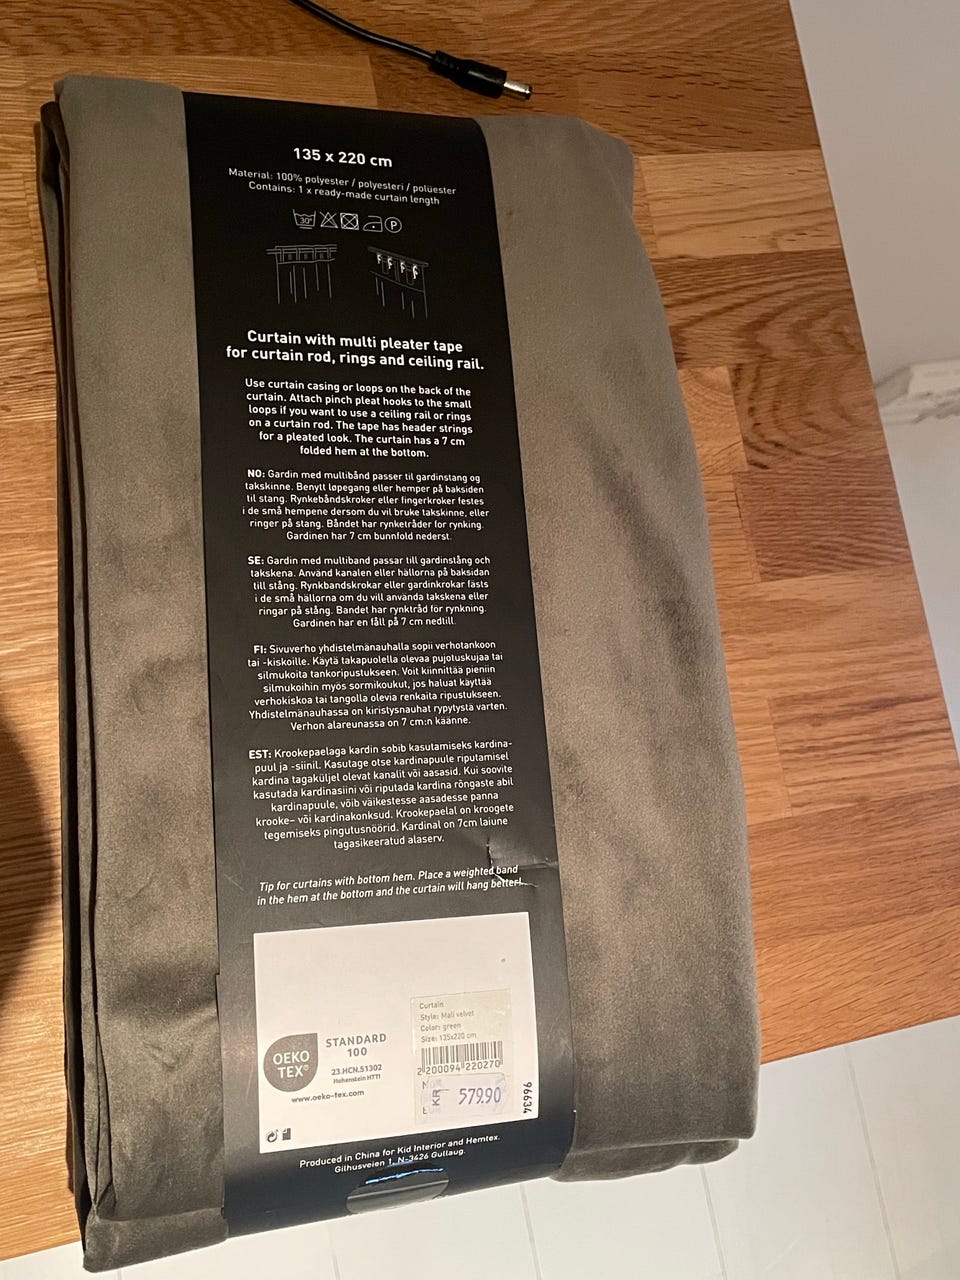 135 x 220 cm
Material: 100% polyester / polyesteri / polüester
Contains: 1 x ready-made curtain length
30°
P
Curtain with multi pleater tape
for curtain rod, rings and ceiling rail.
Use curtain casing or loops on the back of the
curtain. Attach pinch pleat hooks to the small
loops if you want to use a ceiling rail or rings
on a curtain rod. The tape has header strings
for a pleated look. The curtain has a 7 cm
folded hem at the bottom.
NO: Gardin med multibånd passer til gardinstang og
takskinne. Benytt løpegang eller hemper på baksiden
til stang. Rynkebåndskroker eller fingerkroker festes
i de små hempene dersom du vil bruke takskinne, eller
ringer på stang. Båndet har rynketråder for rynking.
Gardinen har 7 cm bunnfold nederst.
SE: Gardin med multiband passar till gardinstång och
takskena. Använd kanalen eller hällorna på baksidan
till stång. Rynkbandskrokar eller gardinkrokar fästs
i de små hällorna om du vill använda takskena eller
ringar på stång. Bandet har rynktråd för rynkning.
Gardinen har en fåll på 7 cm nedtill.
FI: Sivuverho yhdistelmänauhalla sopii verhotankoon
tai -kiskoille. Käytä takapuolella olevaa pujotuskujaa tai
silmukoita tankoripustukseen. Voit kiinnittää pieniin
silmukoihin myös sormikoukut, jos haluat käyttää
verhokiskoa tai tangolla olevia renkaita ripustukseen.
Yhdistelmänauhassa on kiristysnauhat rypytystä varten.
Verhon alareunassa on 7 cm:n käänne.
EST: Krookepaelaga kardin sobib kasutamiseks kardina-
puul ja -siinil. Kasutage otse kardinapuule riputamisel
kardina tagaküljel olevat kanalit või aasasid. Kui soovite
kasutada kardinasiini või riputada kardina rõngaste abil
kardinapuule, võib väikestesse aasadesse panna
krooke– või kardinakonksud. Krookepaelal on kroogete
tegemiseks pingutusnöörid. Kardinal on 7cm laiune
tagasikeeratud alaserv.
Tip for curtains with bottom hem. Place a weighted band
in the hem at the bottom and the curtain will hang better!
Curtain
Style: Mali velvet
Color: green
Size: 135x220 cm
2 200094 220270
KR 579.90
96634
OEKO
TEX®
STANDARD
100
23.HCN.51302
Hohenstein HTTI
www.oeko-tex.com
Produced in China for Kid Interior and Hemtex.
Gilhusveien 1, N-3426 Gullaug.